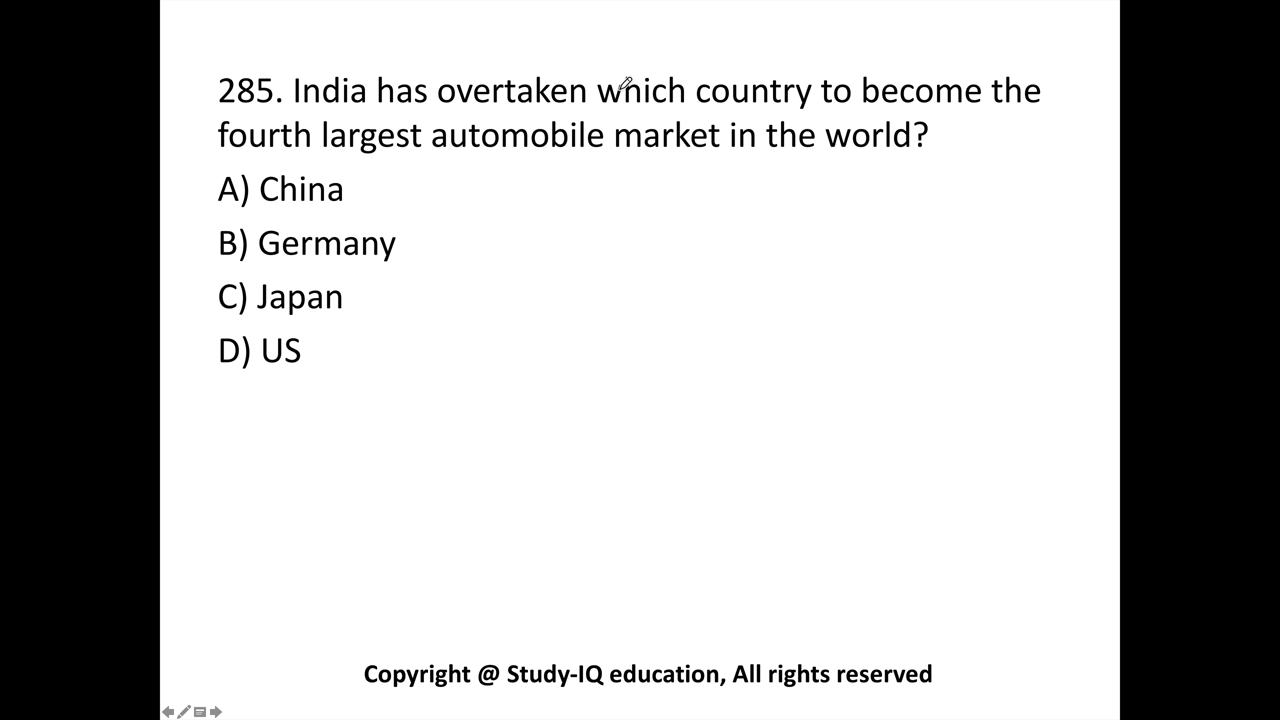 285. India has overtaken which country to become the
fourth largest automobile market in the world?
A) China
B) Germany
C) Japan
D) US
Copyright @ Study-IQ education, All rights reserved